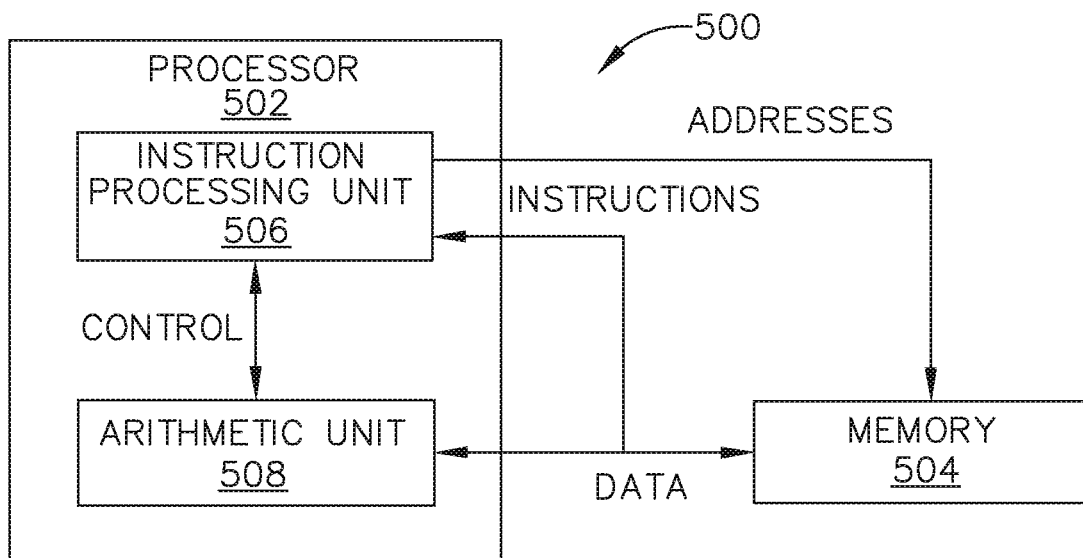 500
PROCESSOR
502
ADDRESSES
INSTRUCTION
PROCESSING UNIT
506
INSTRUCTIONS
CONTROL
ARITHMETIC UNIT
508
DATA
MEMORY
504